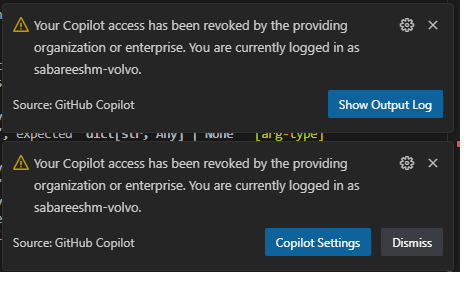 Your Copilot access has been revoked by the providing
organization or enterprise. You are currently logged in as
sabareeshm-volvo.
Source: GitHub Copilot
Show Output Log
, expected "dict[str, Any] | None" [arg-type]
Your Copilot access has been revoked by the providing
organization or enterprise. You are currently logged in as
sabareeshm-volvo.
Source: GitHub Copilot
Copilot Settings
Dismiss